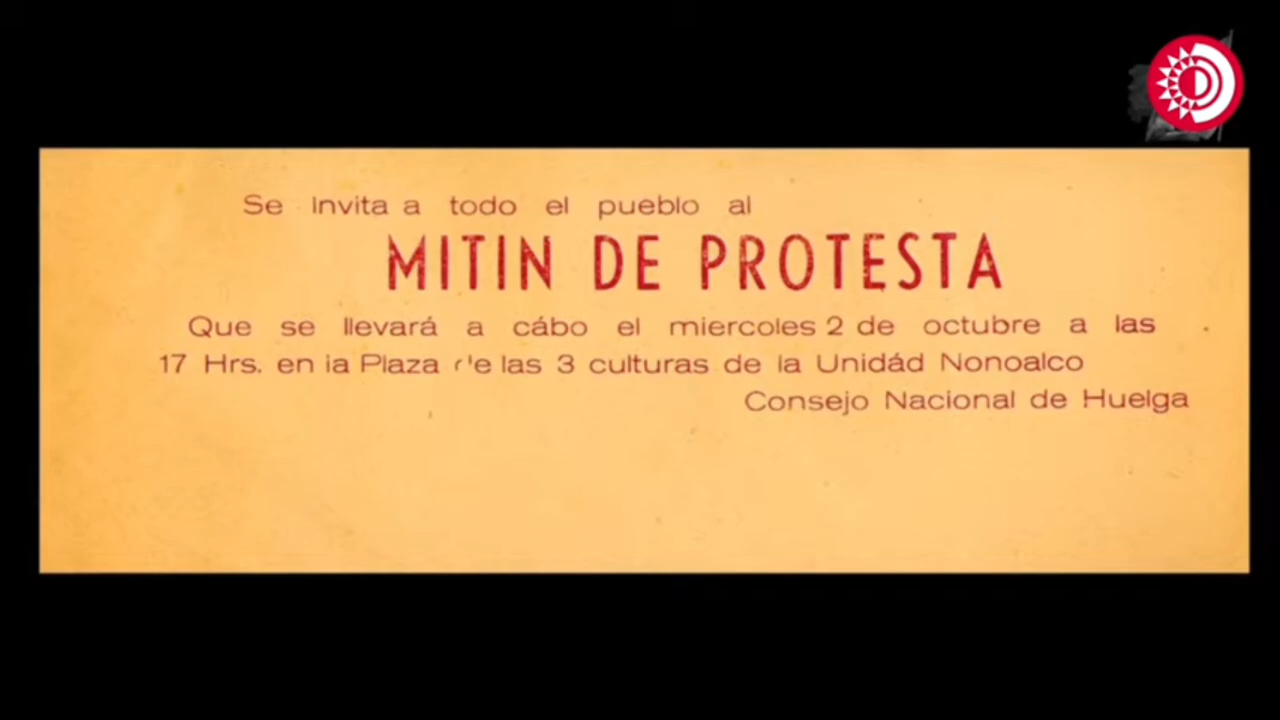 Se invita a todo el pueblo al
MITIN DE PROTESTA
Que se llevará a cábo el miercoles 2 de octubre a las
17 Hrs. en la Plaza de las 3 culturas de la Unidád Nonoalco
Consejo Nacional de Huelga